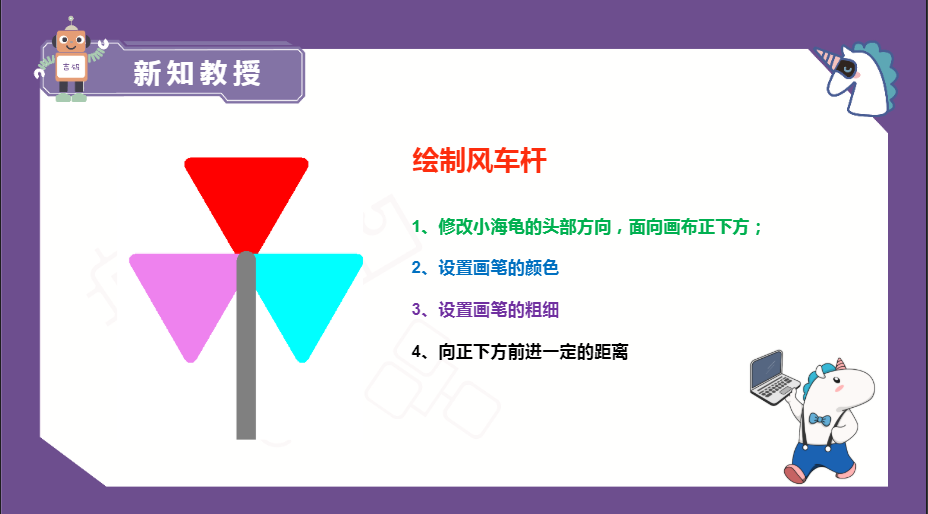 新知教授
绘制风车杆
1、修改小海龟的头部方向，面向画布正下方；
2、设置画笔的颜色
3、设置画笔的粗细
4、向正下方前进一定的距离